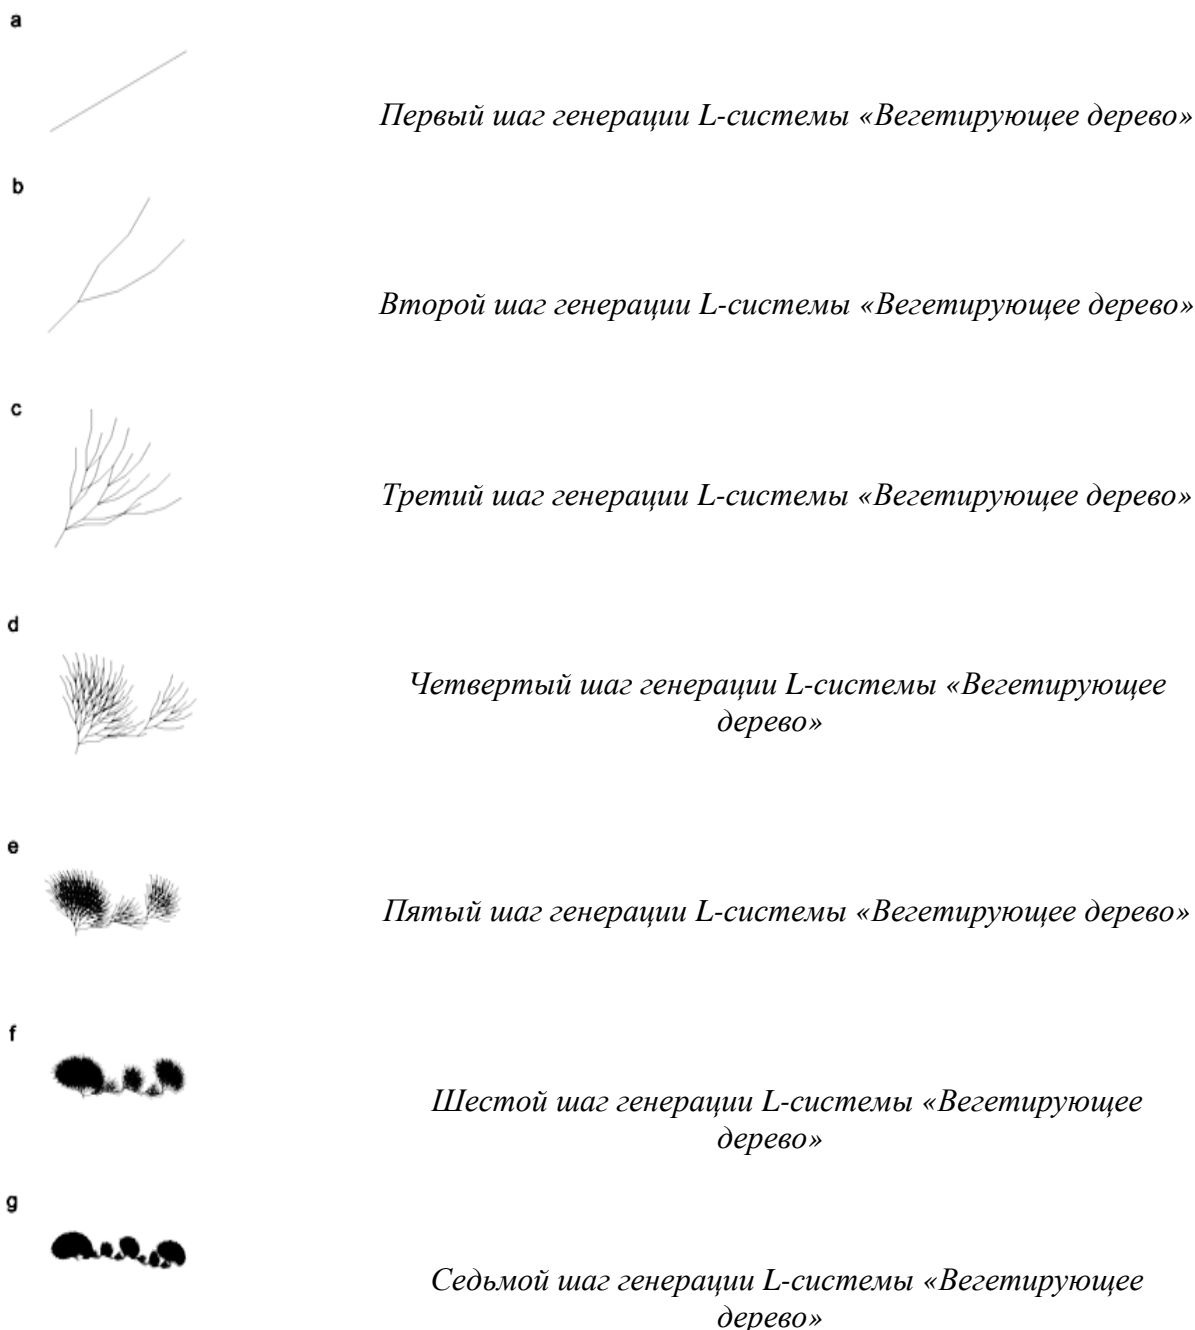 a
Первый шаг генерации L-системы «Вегетирующее дерево»
b
Второй шаг генерации L-системы «Вегетирующее дерево»
c
Третий шаг генерации L-системы «Вегетирующее дерево»
d
Четвертый шаг генерации L-системы «Вегетирующее
дерево»
e
Пятый шаг генерации L-системы «Вегетирующее дерево»
f
Шестой шаг генерации L-системы «Вегетирующее
дерево»
g
Седьмой шаг генерации L-системы «Вегетирующее
дерево»